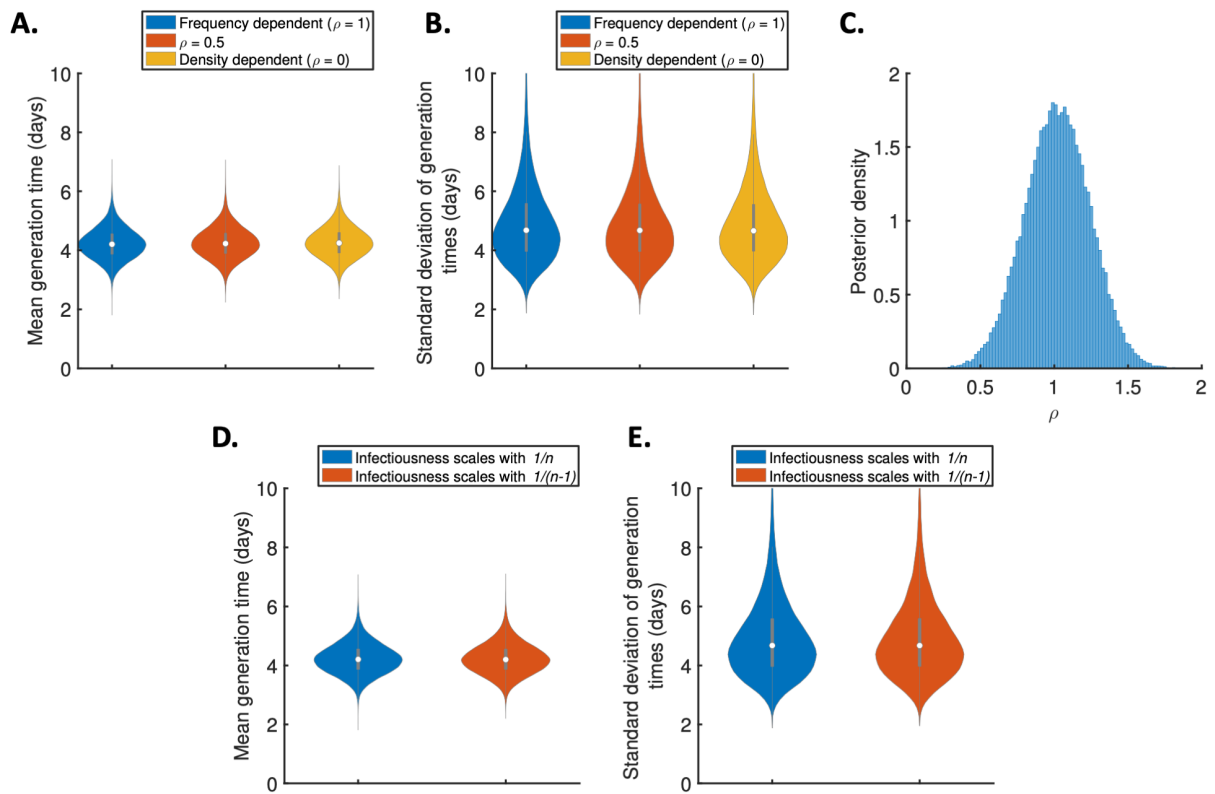 A.
Frequency dependent (ρ = 1)
ρ = 0.5
Density dependent (ρ = 0)
10
8
6
4
2
0
Mean generation time (days)
B.
Frequency dependent (ρ = 1)
ρ = 0.5
Density dependent (ρ = 0)
10
8
6
4
2
0
Standard deviation of generation
times (days)
C.
2
1.5
1
0.5
0
Posterior density
0 0.5 1 1.5 2
ρ
D.
Infectiousness scales with 1/n
Infectiousness scales with 1/(n-1)
10
8
6
4
2
0
Mean generation time (days)
E.
Infectiousness scales with 1/n
Infectiousness scales with 1/(n-1)
10
8
6
4
2
0
Standard deviation of generation
times (days)